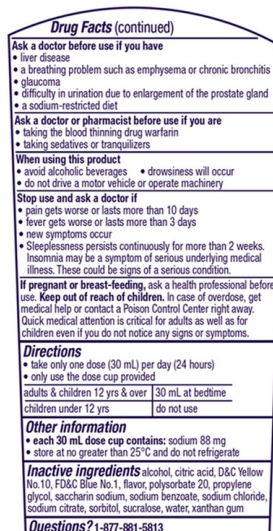 Drug Facts (continued)
Ask a doctor before use if you have
• liver disease
• a breathing problem such as emphysema or chronic bronchitis
• glaucoma
• difficulty in urination due to enlargement of the prostate gland
• a sodium-restricted diet
Ask a doctor or pharmacist before use if you are
• taking the blood thinning drug warfarin
• taking sedatives or tranquilizers
When using this product
• avoid alcoholic beverages • drowsiness will occur
• do not drive a motor vehicle or operate machinery
Stop use and ask a doctor if
• pain gets worse or lasts more than 10 days
• fever gets worse or lasts more than 3 days
• new symptoms occur
• Sleeplessness persists continuously for more than 2 weeks.
Insomnia may be a symptom of serious underlying medical
illness. These could be signs of a serious condition.
If pregnant or breast-feeding, ask a health professional before
use. Keep out of reach of children. In case of overdose, get
medical help or contact a Poison Control Center right away.
Quick medical attention is critical for adults as well as for
children even if you do not notice any signs or symptoms.
Directions
• take only one dose (30 mL) per day (24 hours)
• only use the dose cup provided
adults & children 12 yrs & over 30 mL at bedtime
children under 12 yrs do not use
Other information
• each 30 mL dose cup contains: sodium 88 mg
• store at no greater than 25°C and do not refrigerate
Inactive ingredients alcohol, citric acid, D&C Yellow
No.10, FD&C Blue No.1, flavor, polysorbate 20, propylene
glycol, saccharin sodium, sodium benzoate, sodium chloride,
sodium citrate, sorbitol, sucralose, water, xanthan gum
Questions? 1-877-881-5813